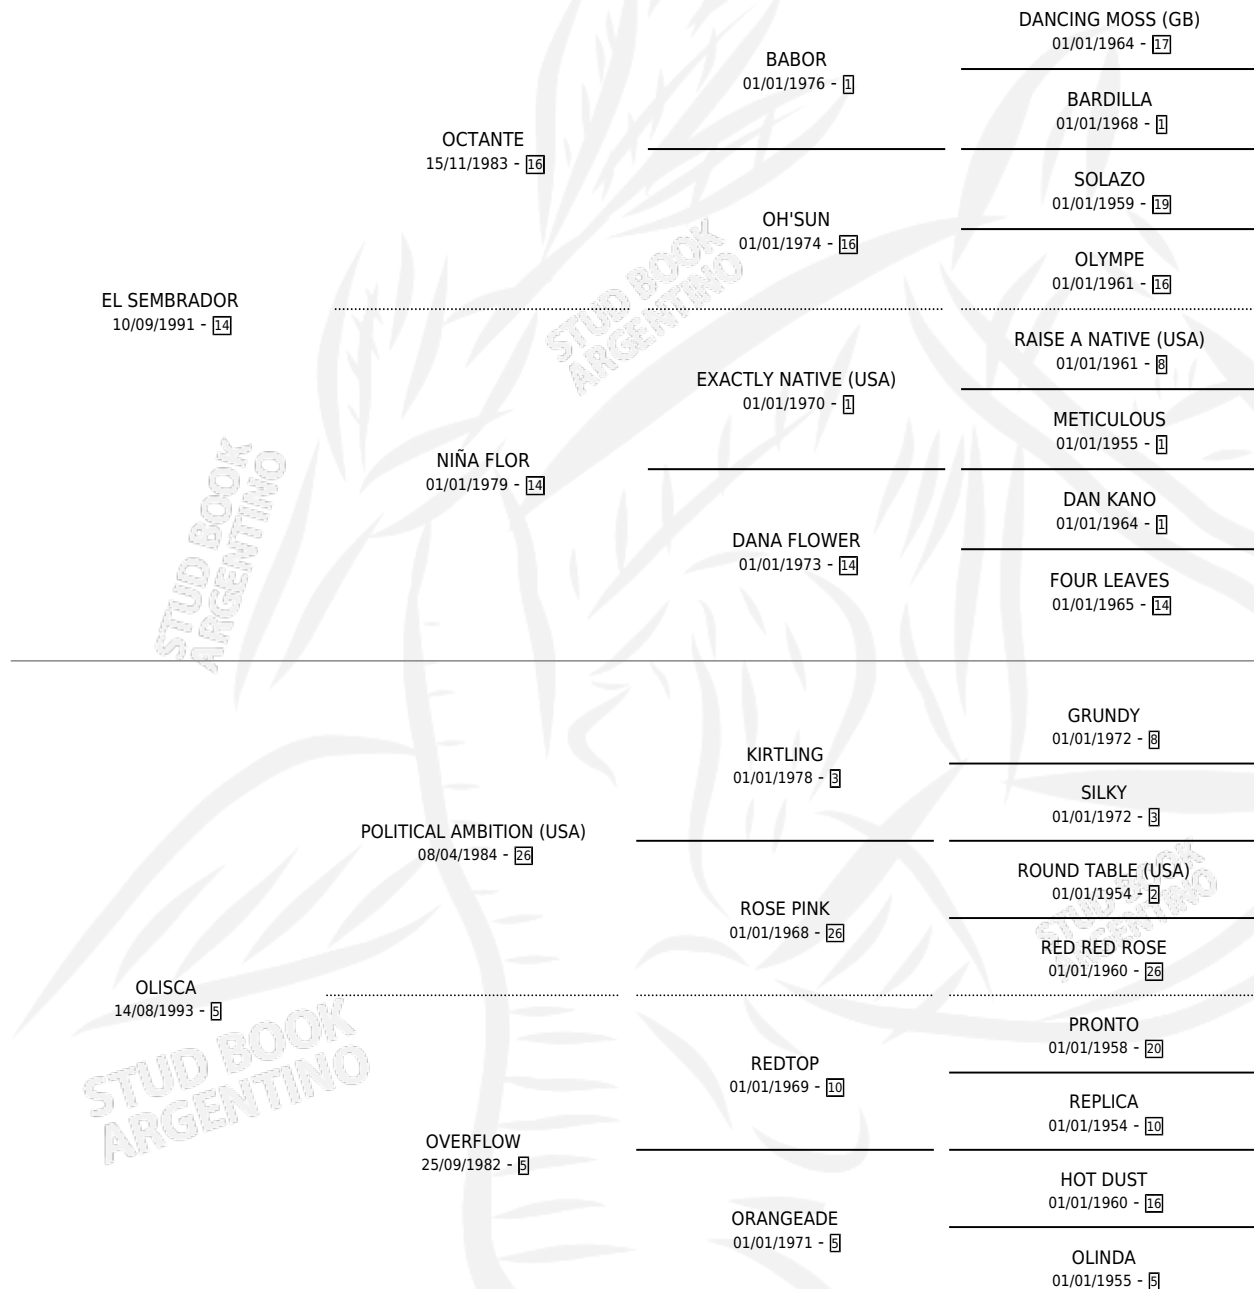 DANCING MOSS (GB)
01/01/1964 - 17
BABOR
01/01/1976 - 1
BARDILLA
01/01/1968 - 1
OCTANTE
15/11/1983 - 16
SOLAZO
01/01/1959 - 19
OH'SUN
01/01/1974 - 16
OLYMPE
01/01/1961 - 16
EL SEMBRADOR
10/09/1991 - 14
RAISE A NATIVE (USA)
01/01/1961 - 8
EXACTLY NATIVE (USA)
01/01/1970 - 1
METICULOUS
01/01/1955 - 1
NIÑA FLOR
01/01/1979 - 14
DAN KANO
01/01/1964 - 1
DANA FLOWER
01/01/1973 - 14
FOUR LEAVES
01/01/1965 - 14
GRUNDY
01/01/1972 - 8
KIRTLING
01/01/1978 - 3
SILKY
01/01/1972 - 3
POLITICAL AMBITION (USA)
08/04/1984 - 26
ROUND TABLE (USA)
01/01/1954 - 2
ROSE PINK
01/01/1968 - 26
RED RED ROSE
01/01/1960 - 26
OLISCA
14/08/1993 - 5
PRONTO
01/01/1958 - 20
REDTOP
01/01/1969 - 10
REPLICA
01/01/1954 - 10
OVERFLOW
25/09/1982 - 5
HOT DUST
01/01/1960 - 16
ORANGEADE
01/01/1971 - 5
OLINDA
01/01/1955 - 5
STUD BOOK
ARGENTINO
STUD BOOK
ARGENTINO
STUD BOOK
ARGENTINO
STUD BOOK
ARGENTINO